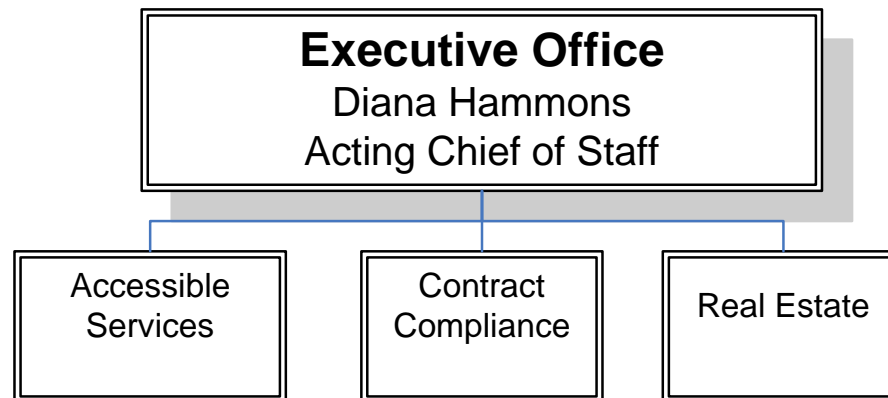 Executive Office
Diana Hammons
Acting Chief of Staff
Accessible
Services
Contract
Compliance
Real Estate